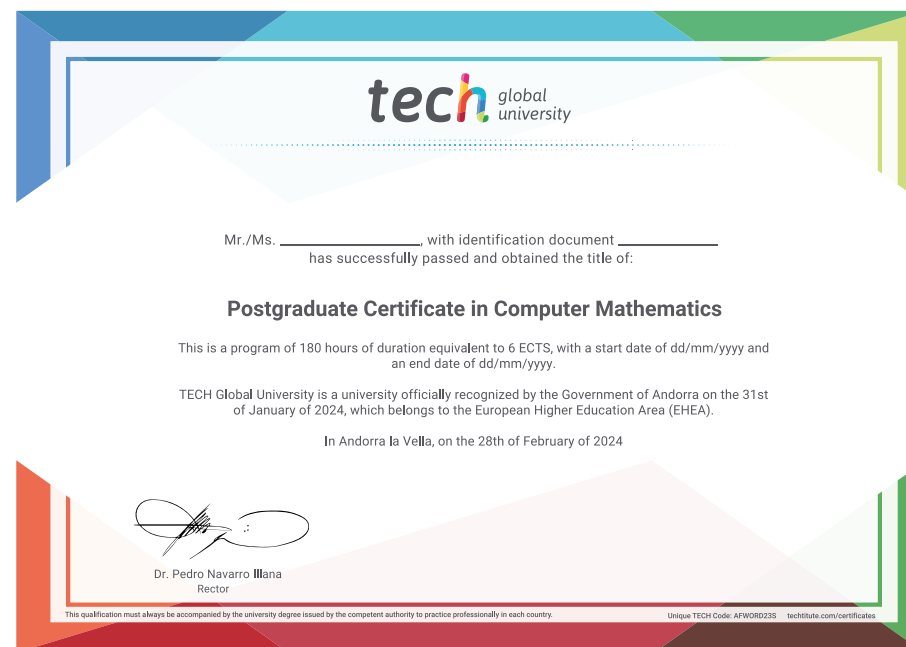 tech global
university
Mr./Ms. ____________, with identification document ____________
has successfully passed and obtained the title of:
Postgraduate Certificate in Computer Mathematics
This is a program of 180 hours of duration equivalent to 6 ECTS, with a start date of dd/mm/yyyy and
an end date of dd/mm/yyyy.
TECH Global University is a university officially recognized by the Government of Andorra on the 31st
of January of 2024, which belongs to the European Higher Education Area (EHEA).
In Andorra la Vella, on the 28th of February of 2024
Dr. Pedro Navarro Illana
Rector
This qualification must always be accompanied by the university degree issued by the competent authority to practice professionally in each country.
Unique TECH Code: AFWORD23S techtitute.com/certificates